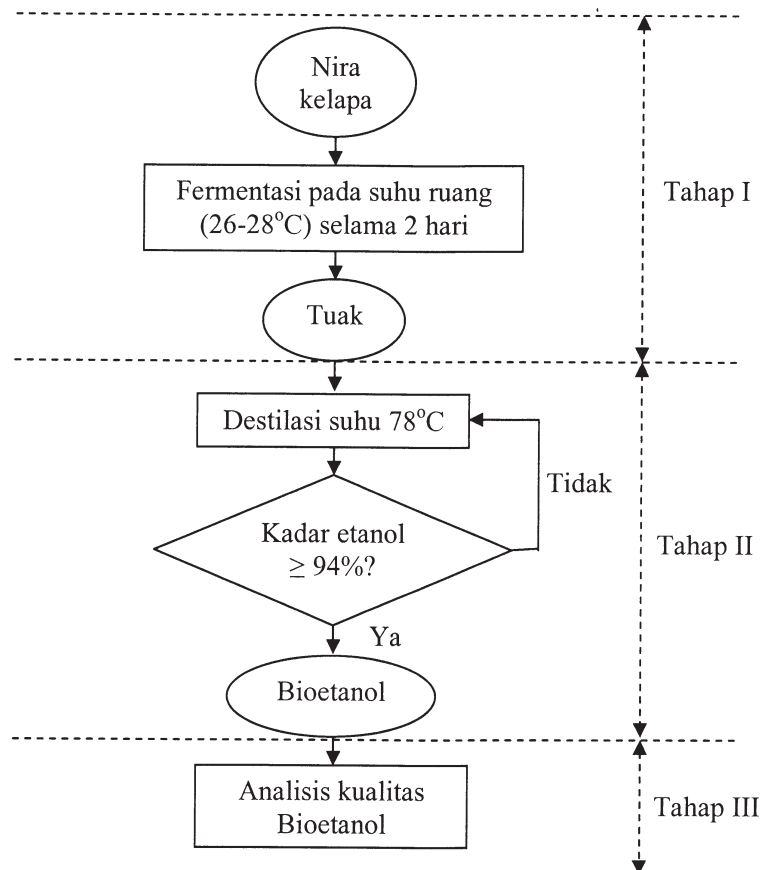 Nira
kelapa
Fermentasi pada suhu ruang
(26-28°C) selama 2 hari
Tahap I
Tuak
Destilasi suhu 78°C
Tidak
Kadar etanol
≥ 94%?
Tahap II
Ya
Bioetanol
Analisis kualitas
Bioetanol
Tahap III